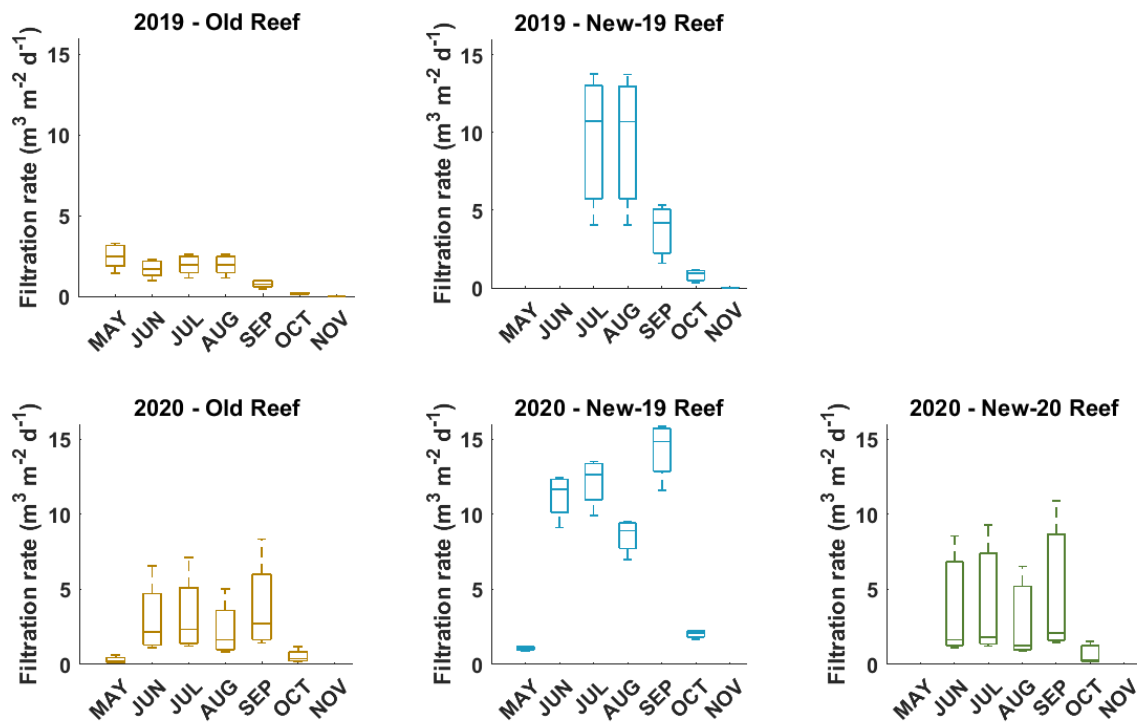 2019 - Old Reef
Filtration rate (m³ m⁻² d⁻¹)
15
10
5
0
MAY JUN JUL AUG SEP OCT NOV
2019 - New-19 Reef
Filtration rate (m³ m⁻² d⁻¹)
15
10
5
0
MAY JUN JUL AUG SEP OCT NOV
2020 - Old Reef
Filtration rate (m³ m⁻² d⁻¹)
15
10
5
0
MAY JUN JUL AUG SEP OCT NOV
2020 - New-19 Reef
Filtration rate (m³ m⁻² d⁻¹)
15
10
5
0
MAY JUN JUL AUG SEP OCT NOV
2020 - New-20 Reef
Filtration rate (m³ m⁻² d⁻¹)
15
10
5
0
MAY JUN JUL AUG SEP OCT NOV